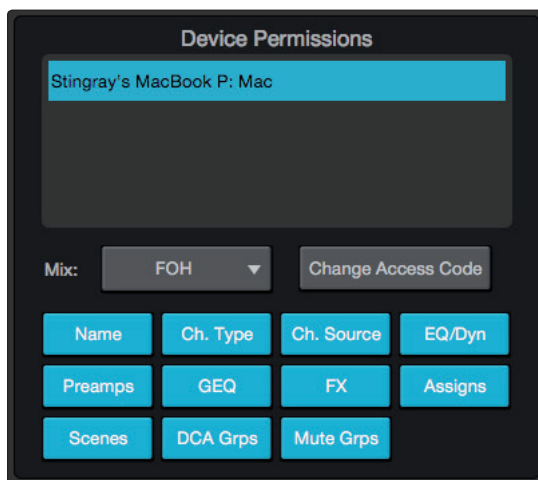 Device Permissions
Stingray's MacBook P: Mac
Mix: FOH Change Access Code
Name Ch. Type Ch. Source EQ/Dyn
Preamps GEQ FX Assigns
Scenes DCA Grps Mute Grps